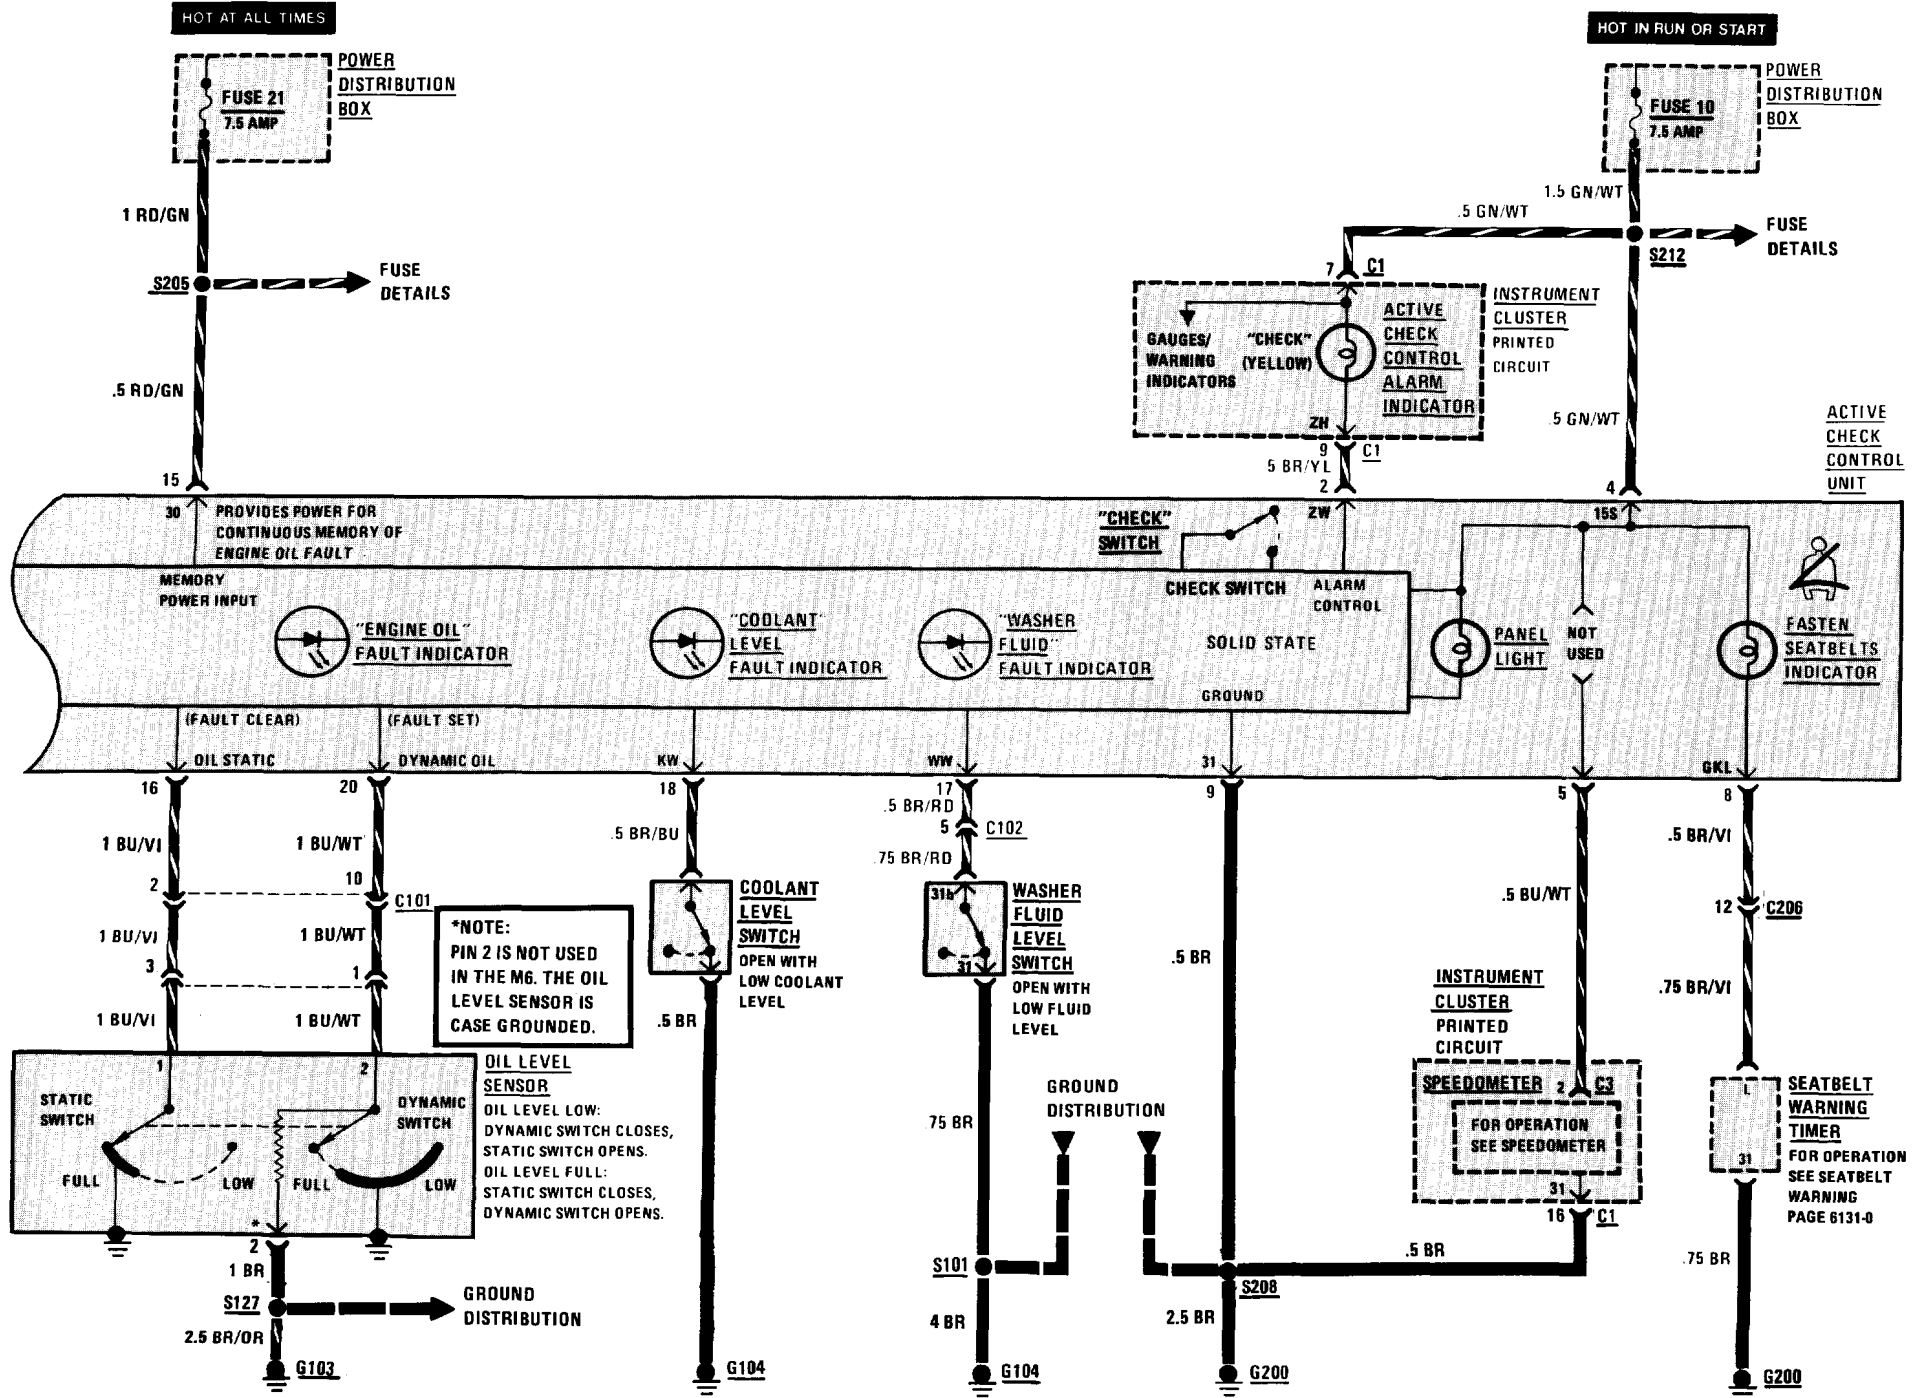 HOT AT ALL TIMES
HOT IN RUN OR START
POWER
DISTRIBUTION
BOX
FUSE 21
7.5 AMP
POWER
DISTRIBUTION
BOX
FUSE 10
7.5 AMP
1 RD/GN
S205
FUSE
DETAILS
.5 RD/GN
15
1.5 GN/WT
.5 GN/WT
FUSE
DETAILS
S212
7
C1
INSTRUMENT
CLUSTER
PRINTED
CIRCUIT
GAUGES/
WARNING
INDICATORS
"CHECK"
(YELLOW)
ACTIVE
CHECK
CONTROL
ALARM
INDICATOR
ZH
9
C1
5 BR/YL
2
.5 GN/WT
4
ACTIVE
CHECK
CONTROL
UNIT
30
PROVIDES POWER FOR
CONTINUOUS MEMORY OF
ENGINE OIL FAULT
MEMORY
POWER INPUT
"CHECK"
SWITCH
ZW
15S
CHECK SWITCH
ALARM
CONTROL
"ENGINE OIL"
FAULT INDICATOR
"COOLANT
LEVEL
FAULT INDICATOR
"WASHER
FLUID"
FAULT INDICATOR
SOLID STATE
GROUND
PANEL
LIGHT
NOT
USED
FASTEN
SEATBELTS
INDICATOR
(FAULT CLEAR)
(FAULT SET)
OIL STATIC
DYNAMIC OIL
KW
WW
31
GKL
16
20
18
17
9
5
8
1 BU/VI
1 BU/WT
.5 BR/BU
.5 BR/RD
5
C102
.75 BR/RD
.5 BR/VI
2
10
C101
.5 BU/WT
12
C206
1 BU/VI
1 BU/WT
3
1
1 BU/VI
1 BU/WT
*NOTE:
PIN 2 IS NOT USED
IN THE M6. THE OIL
LEVEL SENSOR IS
CASE GROUNDED.
COOLANT
LEVEL
SWITCH
OPEN WITH
LOW COOLANT
LEVEL
31b
31
WASHER
FLUID
LEVEL
SWITCH
OPEN WITH
LOW FLUID
LEVEL
.5 BR
.5 BR
.75 BR/VI
INSTRUMENT
CLUSTER
PRINTED
CIRCUIT
1
2
STATIC
SWITCH
DYNAMIC
SWITCH
FULL
LOW
FULL
LOW
OIL LEVEL
SENSOR
OIL LEVEL LOW:
DYNAMIC SWITCH CLOSES,
STATIC SWITCH OPENS.
OIL LEVEL FULL:
STATIC SWITCH CLOSES,
DYNAMIC SWITCH OPENS.
GROUND
DISTRIBUTION
75 BR
SPEEDOMETER
2
C3
FOR OPERATION
SEE SPEEDOMETER
31
16
C1
L
31
SEATBELT
WARNING
TIMER
FOR OPERATION
SEE SEATBELT
WARNING
PAGE 6131-0
*
2
1 BR
S127
GROUND
DISTRIBUTION
2.5 BR/OR
G103
G104
S101
4 BR
G104
S208
.5 BR
2.5 BR
G200
.75 BR
G200